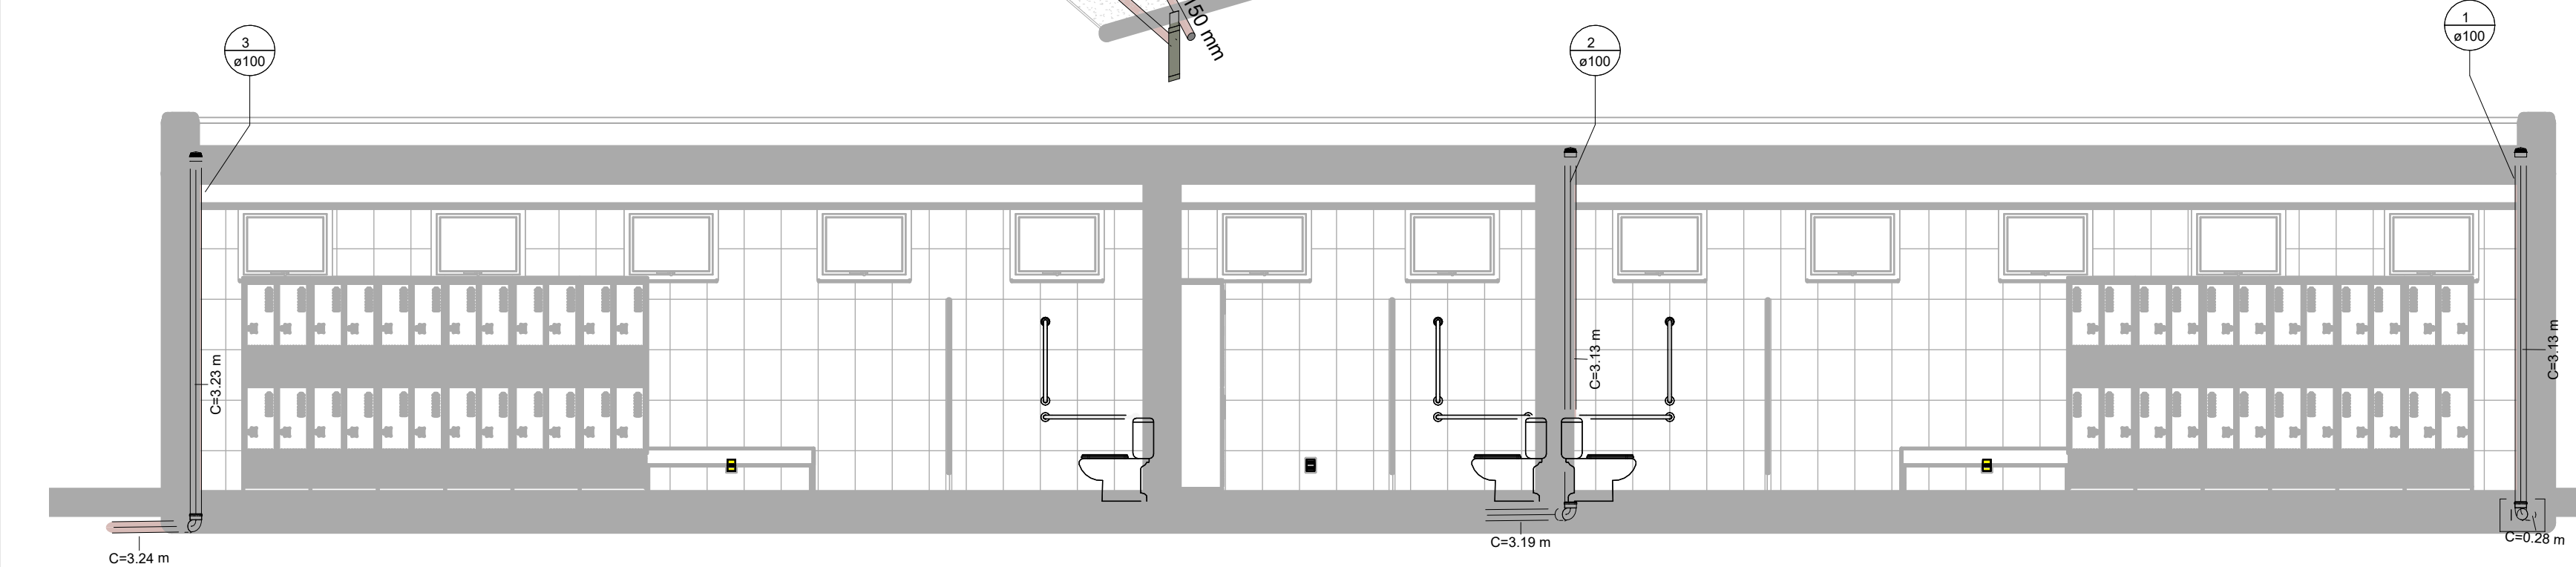 150 mm
3
ø100
2
ø100
1
ø100
C=3.23 m
C=3.13 m
C=3.13 m
C=3.24 m
C=3.19 m
C=0.28 m